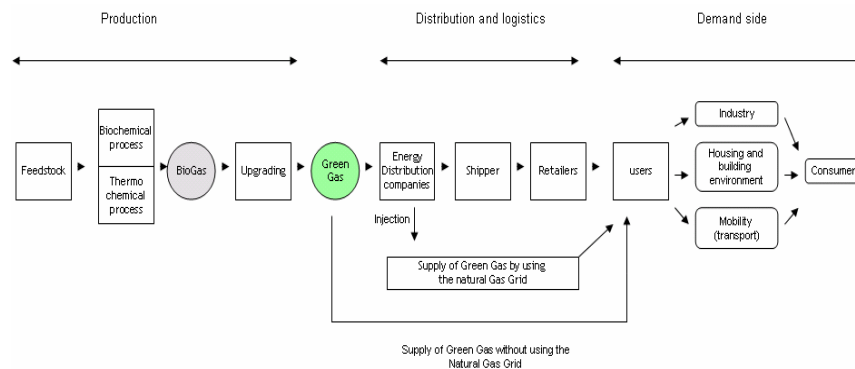 Production
Distribution and logistics
Demand side
Feedstock
Biochemical
process
Thermo
chemical
process
BioGas
Upgrading
Green
Gas
Energy
Distribution
companies
Shipper
Retailers
users
Industry
Housing and
building
environment
Mobility
(transport)
Consumer
Injection
Supply of Green Gas by using
the natural Gas Grid
Supply of Green Gas without using the
Natural Gas Grid